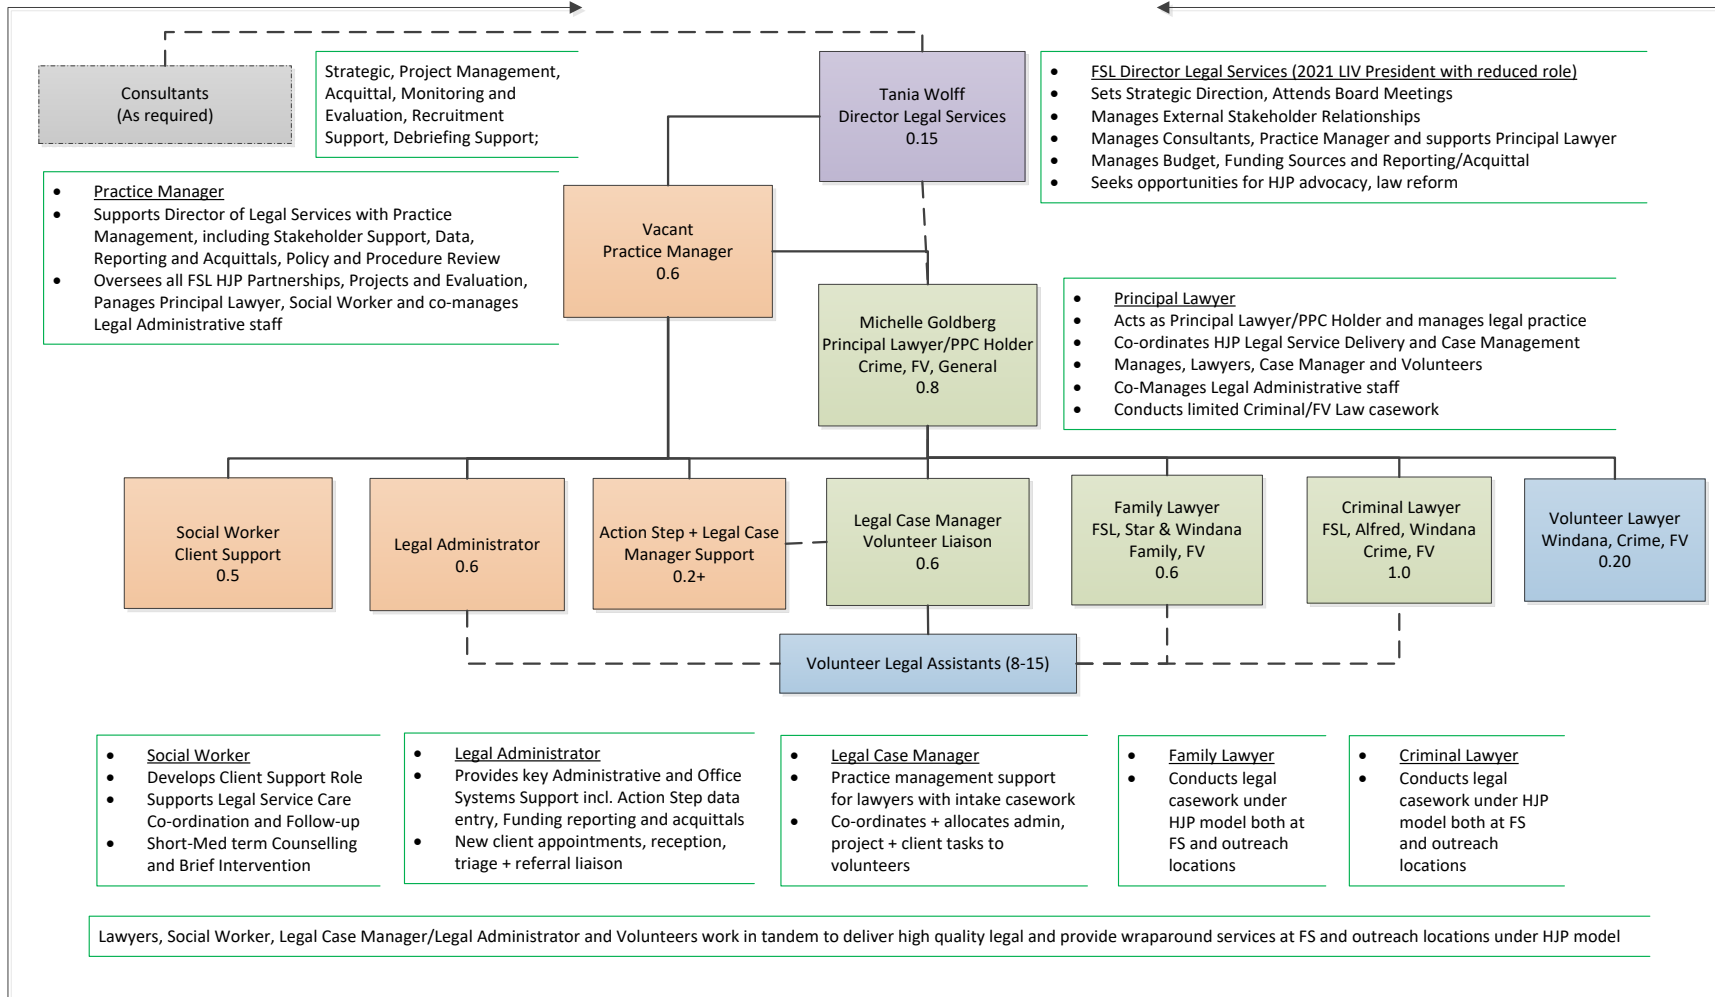 Consultants
(As required)
Strategic, Project Management,
Acquittal, Monitoring and
Evaluation, Recruitment
Support, Debriefing Support;
Tania Wolff
Director Legal Services
0.15
• FSL Director Legal Services (2021 LIV President with reduced role)
• Sets Strategic Direction, Attends Board Meetings
• Manages External Stakeholder Relationships
• Manages Consultants, Practice Manager and supports Principal Lawyer
• Manages Budget, Funding Sources and Reporting/Acquittal
• Seeks opportunities for HJP advocacy, law reform
• Practice Manager
• Supports Director of Legal Services with Practice
Management, including Stakeholder Support, Data,
Reporting and Acquittals, Policy and Procedure Review
• Oversees all FSL HJP Partnerships, Projects and Evaluation,
Panages Principal Lawyer, Social Worker and co-manages
Legal Administrative staff
Vacant
Practice Manager
0.6
Michelle Goldberg
Principal Lawyer/PPC Holder
Crime, FV, General
0.8
• Principal Lawyer
• Acts as Principal Lawyer/PPC Holder and manages legal practice
• Co-ordinates HJP Legal Service Delivery and Case Management
• Manages, Lawyers, Case Manager and Volunteers
• Co-Manages Legal Administrative staff
• Conducts limited Criminal/FV Law casework
Social Worker
Client Support
0.5
Legal Administrator
0.6
Action Step + Legal Case
Manager Support
0.2+
Legal Case Manager
Volunteer Liaison
0.6
Family Lawyer
FSL, Star & Windana
Family, FV
0.6
Criminal Lawyer
FSL, Alfred, Windana
Crime, FV
1.0
Volunteer Lawyer
Windana, Crime, FV
0.20
Volunteer Legal Assistants (8-15)
• Social Worker
• Develops Client Support Role
• Supports Legal Service Care
Co-ordination and Follow-up
• Short-Med term Counselling
and Brief Intervention
• Legal Administrator
• Provides key Administrative and Office
Systems Support incl. Action Step data
entry, Funding reporting and acquittals
• New client appointments, reception,
triage + referral liaison
• Legal Case Manager
• Practice management support
for lawyers with intake casework
• Co-ordinates + allocates admin,
project + client tasks to
volunteers
• Family Lawyer
• Conducts legal
casework under
HJP model both at
FS and outreach
locations
• Criminal Lawyer
• Conducts legal
casework under HJP
model both at FS
and outreach
locations
Lawyers, Social Worker, Legal Case Manager/Legal Administrator and Volunteers work in tandem to deliver high quality legal and provide wraparound services at FS and outreach locations under HJP model